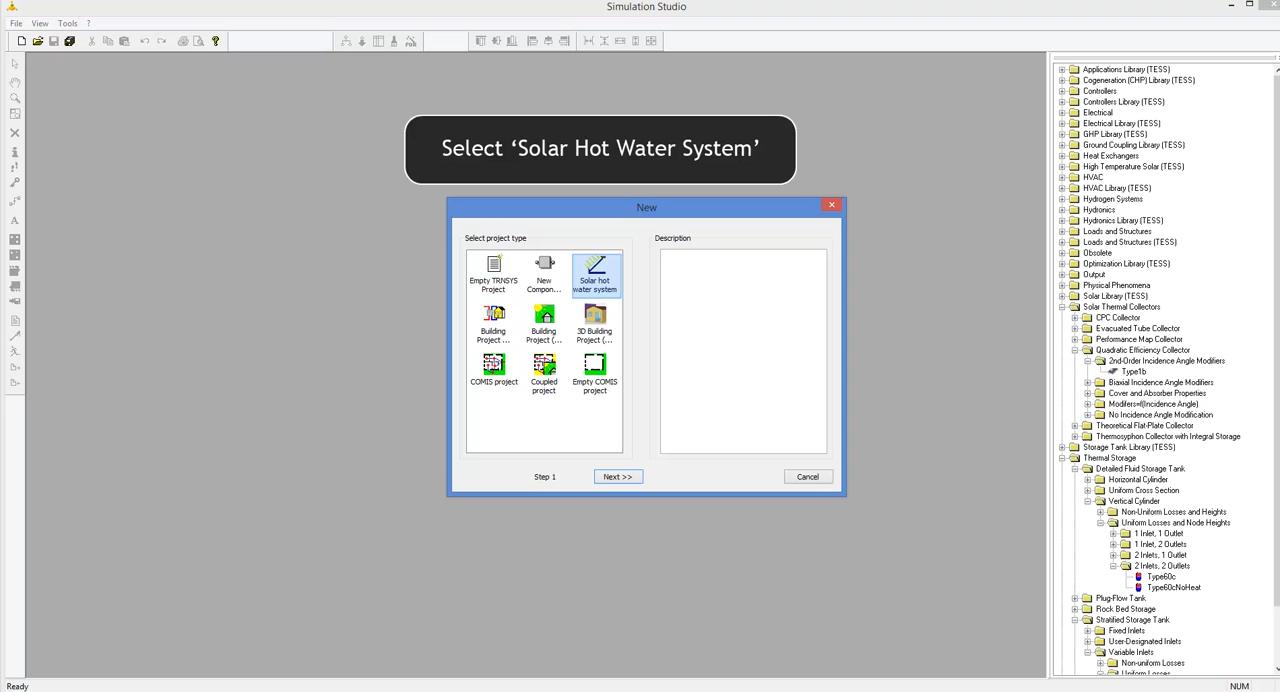 Simulation Studio
File View Tools ?
Select ‘Solar Hot Water System’
New
Select project type
Description
Empty TRNSYS Project
New Compon...
Solar hot water system
Building Project ...
Building Project (...
3D Building Project (...
COMIS project
Coupled project
Empty COMIS project
Step 1
Next >>
Cancel
Applications Library (TESS)
Cogeneration (CHP) Library (TESS)
Controllers
Controllers Library (TESS)
Electrical
Electrical Library (TESS)
GHP Library (TESS)
Ground Coupling Library (TESS)
Heat Exchangers
High Temperature Solar (TESS)
HVAC
HVAC Library (TESS)
Hydrogen Systems
Hydronics
Hydronics Library (TESS)
Loads and Structures
Loads and Structures (TESS)
Obsolete
Optimization Library (TESS)
Output
Physical Phenomena
Solar Library (TESS)
Solar Thermal Collectors
CPC Collector
Evacuated Tube Collector
Performance Map Collector
Quadratic Efficiency Collector
2nd-Order Incidence Angle Modifiers
Type1b
Biaxial Incidence Angle Modifiers
Cover and Absorber Properties
Modifers=f(Incidence Angle)
No Incidence Angle Modification
Theoretical Flat-Plate Collector
Thermosyphon Collector with Integral Storage
Storage Tank Library (TESS)
Thermal Storage
Detailed Fluid Storage Tank
Horizontal Cylinder
Uniform Cross Section
Vertical Cylinder
Non-Uniform Losses and Heights
Uniform Losses and Node Heights
1 Inlet, 1 Outlet
1 Inlet, 2 Outlets
2 Inlets, 1 Outlet
2 Inlets, 2 Outlets
Type60c
Type60cNoHeat
Plug-Flow Tank
Rock Bed Storage
Stratified Storage Tank
Fixed Inlets
User-Designated Inlets
Variable Inlets
Non-uniform Losses
Uniform Losses
Ready
NUM